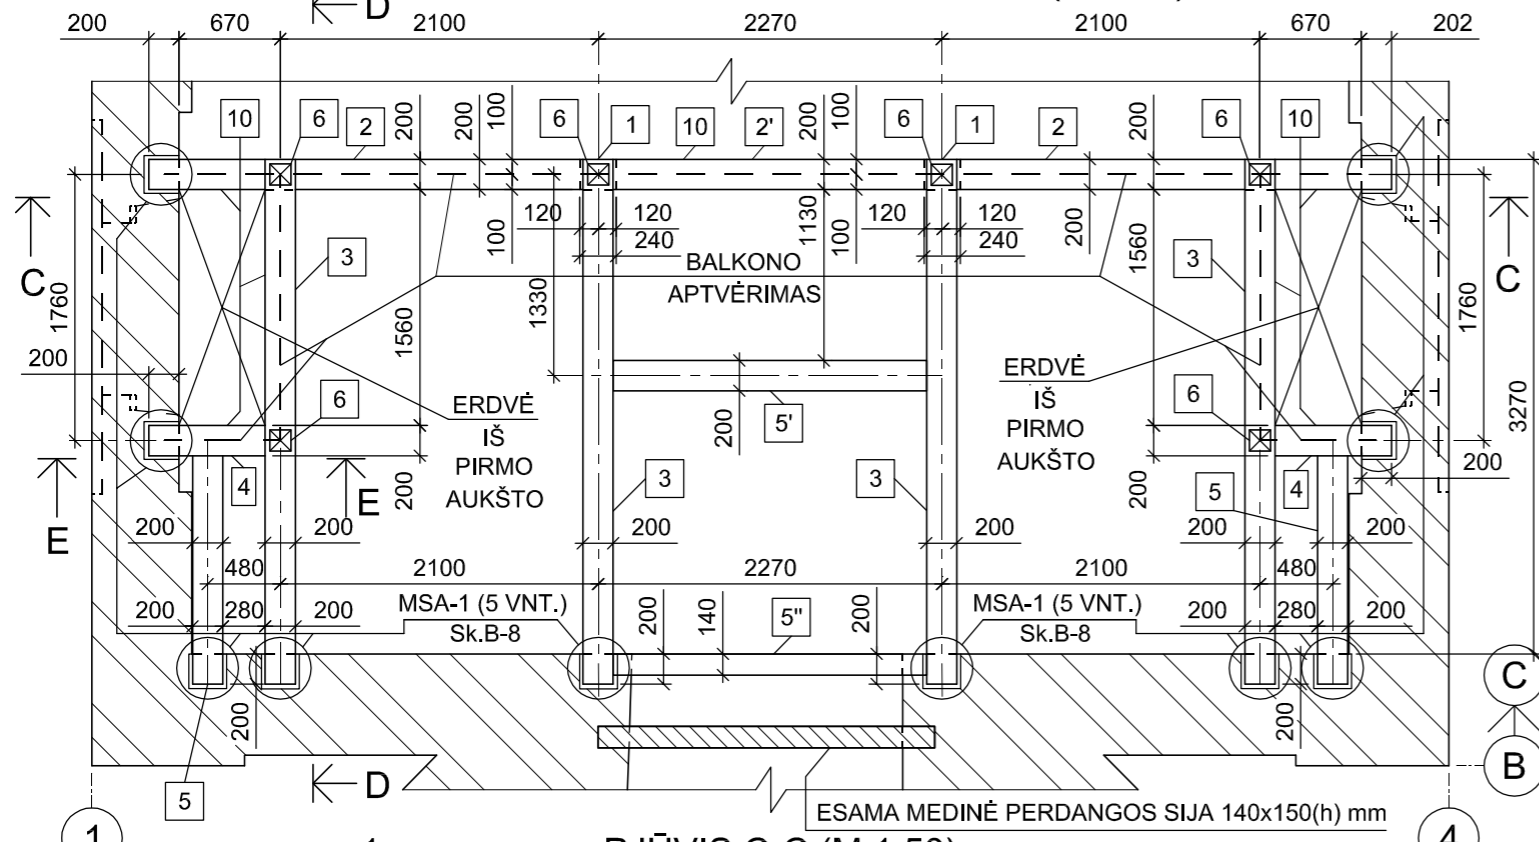 D
200 670 2100 2270 2100 670 202
10 6 2 200 200 100 6 1 10 2' 200 100 6 1 2 200 6 10
120 120 120 120
240 100 1130 100 240 200
C 3 BALKONO 3 C
APTVĖRIMAS
1760 1560 1330 1560 1760
200 3270
ERDVĖ
IŠ
PIRMO
AUKŠTO
ERDVĖ
IŠ
PIRMO
AUKŠTO
6 200 5' 6
E 4 200 E 3 3 200 5 4 200
200 200 200 200 200 200
480 2100 2270 2100 480
200 280 200 MSA-1 (5 VNT.) 200 140 5" 200 MSA-1 (5 VNT.) 200 280 200
Sk.B-8 Sk.B-8
C
200 200
B
5 D
ESAMA MEDINĖ PERDANGOS SIJA 140x150(h) mm
1 4